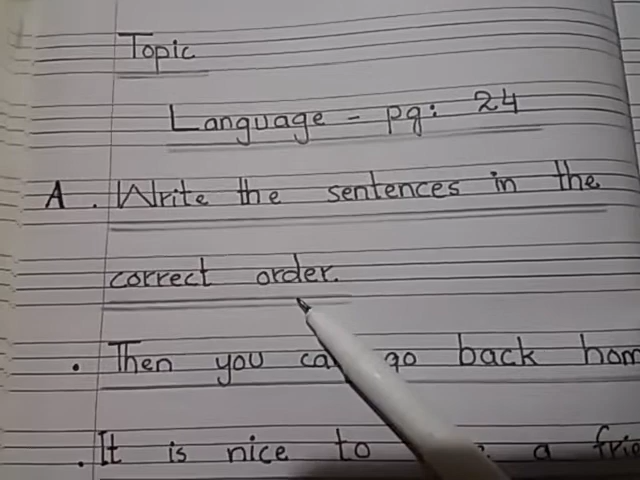 Topic
Language - pg: 24
A. Write the sentences in the
correct order.
. Then you go back
. It is nice to a